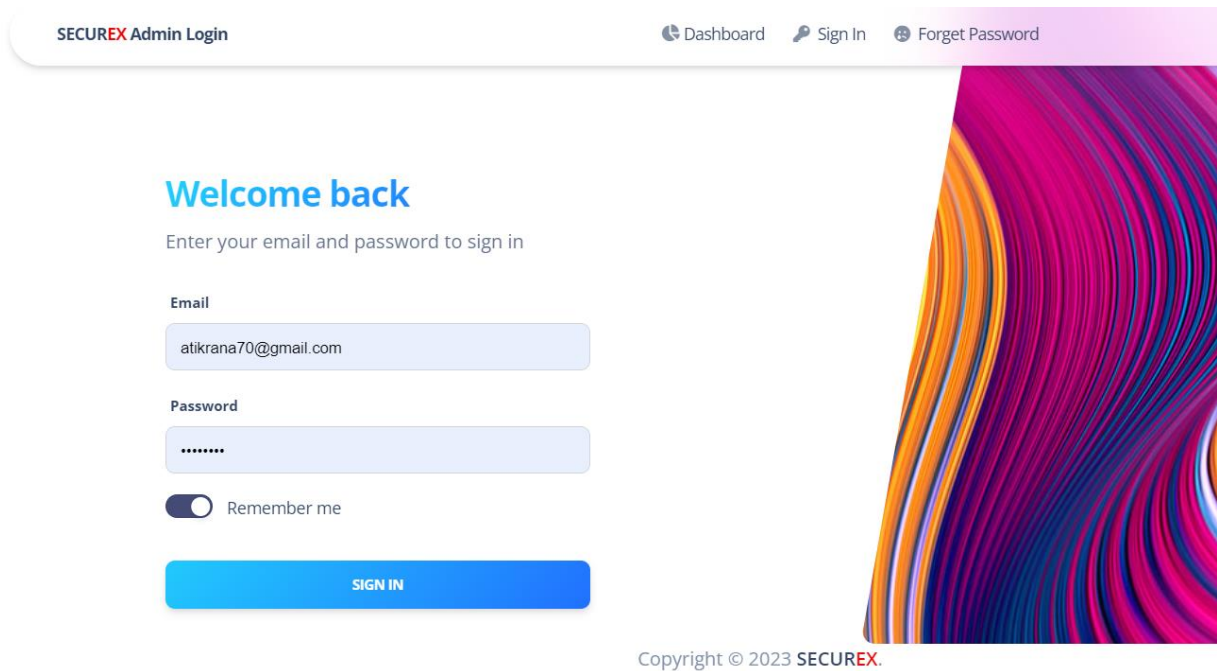 SECUREX Admin Login
Dashboard
Sign In
Forget Password
Welcome back
Enter your email and password to sign in
Email
atikrana70@gmail.com
Password
••••••••
Remember me
SIGN IN
Copyright © 2023 SECUREX.